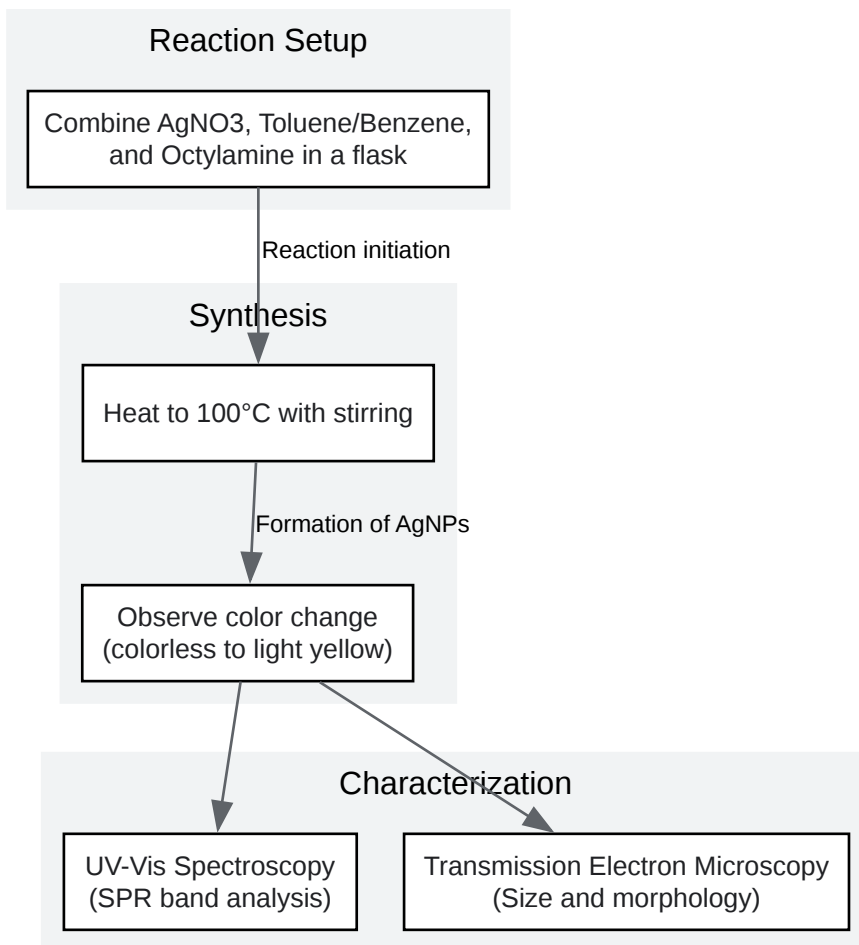 Reaction Setup
Combine AgNO3, Toluene/Benzene,
and Octylamine in a flask
Reaction initiation
Synthesis
Heat to 100°C with stirring
Formation of AgNPs
Observe color change
(colorless to light yellow)
Characterization
UV-Vis Spectroscopy
(SPR band analysis)
Transmission Electron Microscopy
(Size and morphology)